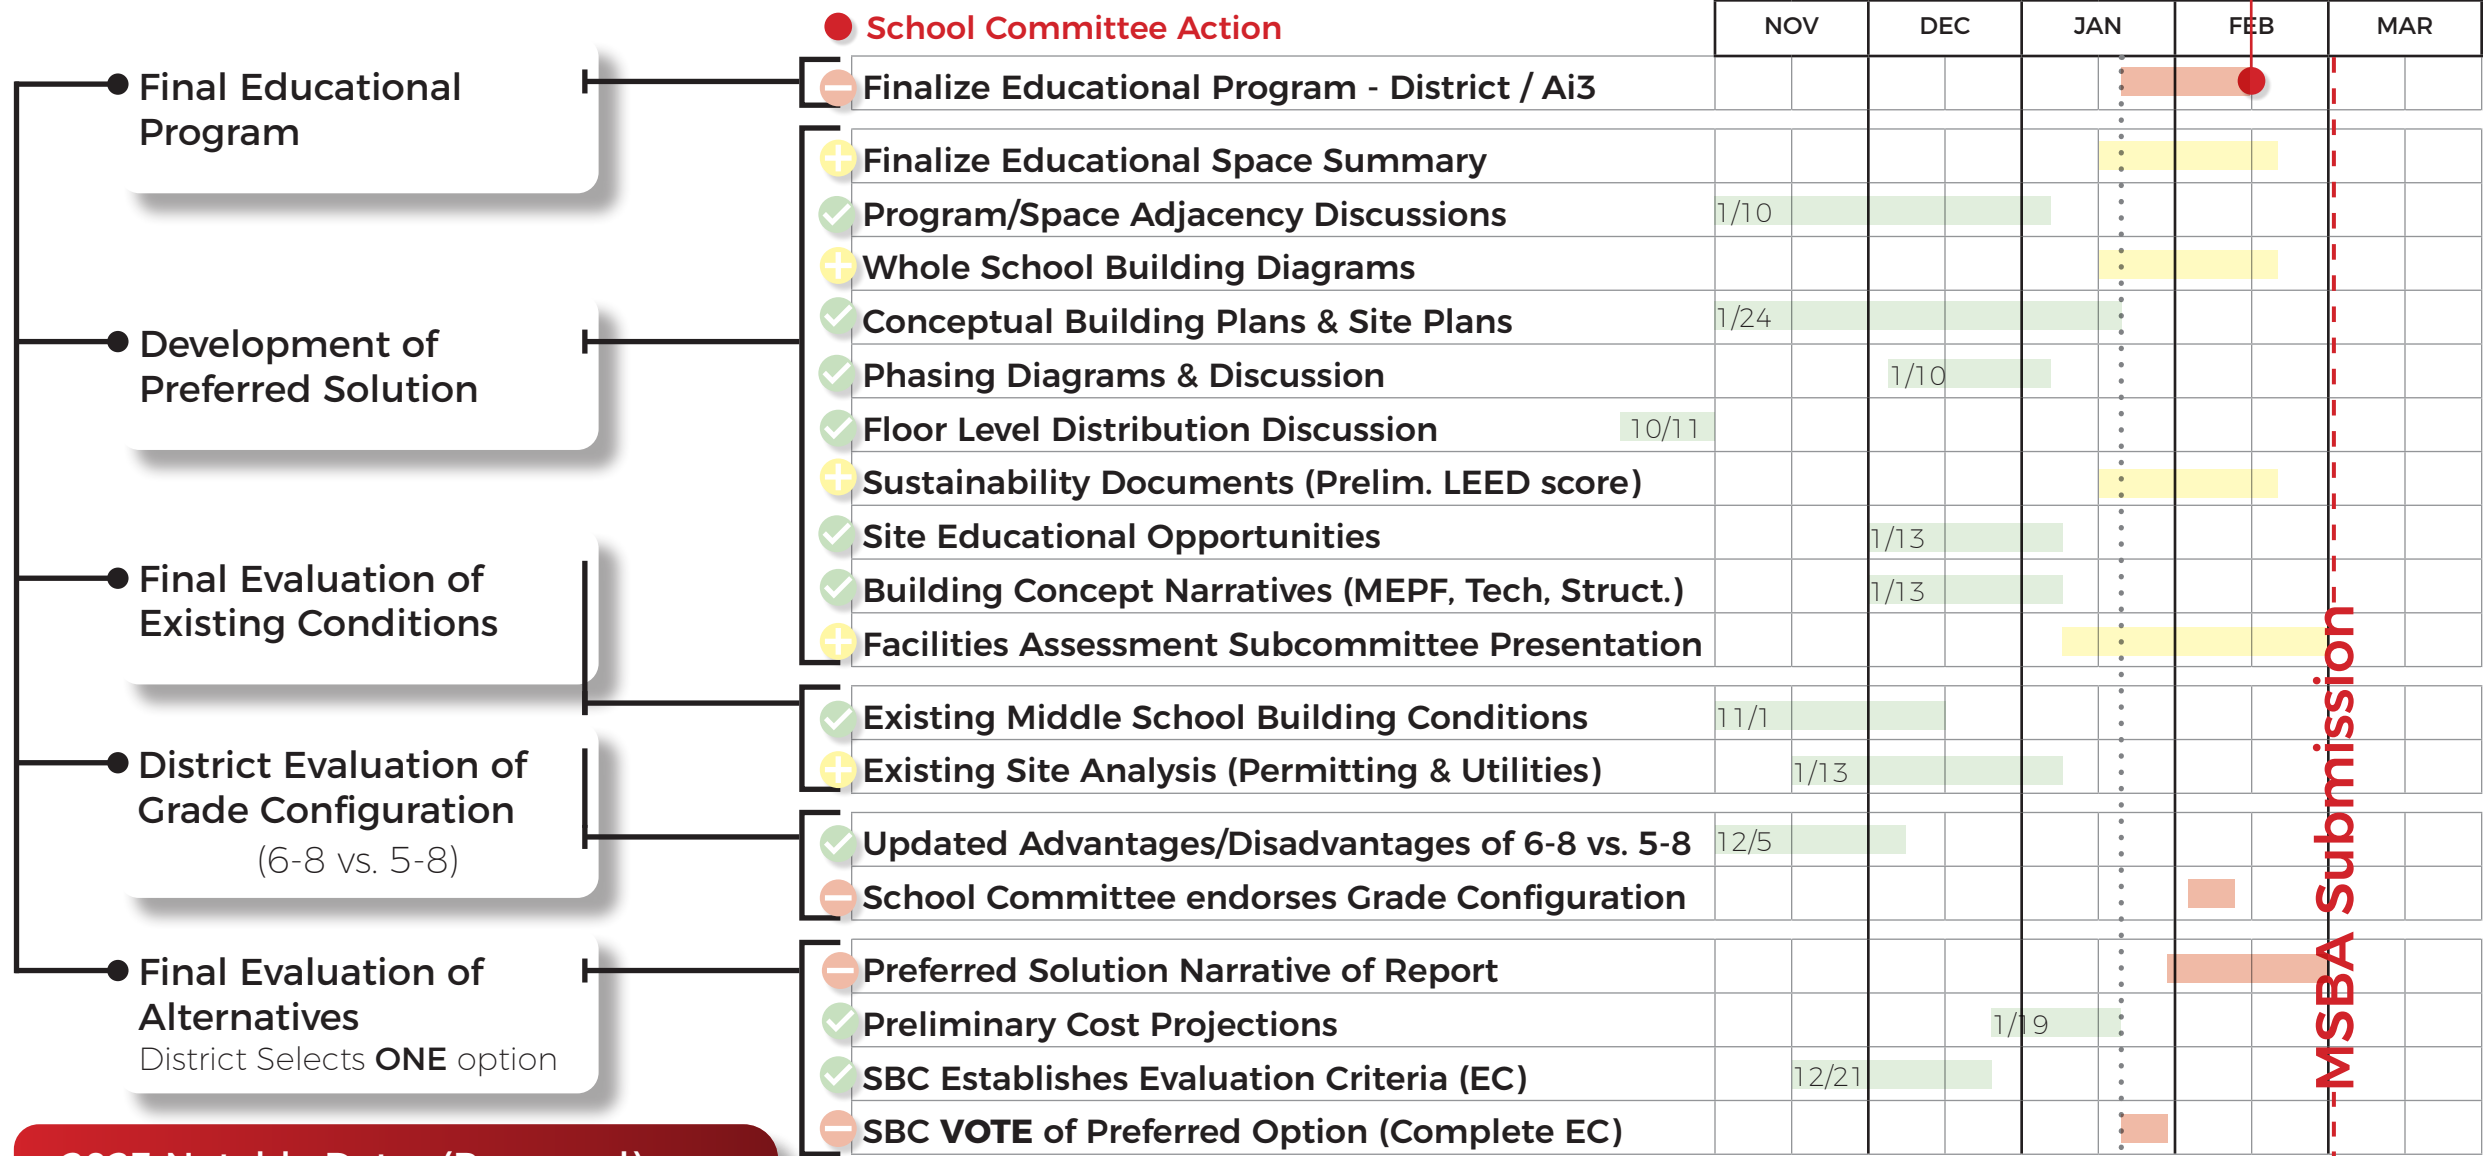 School Committee Action
NOV DEC JAN FEB MAR
Final Educational
Program
Finalize Educational Program - District / Ai3
Finalize Educational Space Summary
Program/Space Adjacency Discussions 1/10
Whole School Building Diagrams
Development of
Preferred Solution
Conceptual Building Plans & Site Plans 1/24
Phasing Diagrams & Discussion 1/10
Floor Level Distribution Discussion 10/11
Sustainability Documents (Prelim. LEED score)
Site Educational Opportunities 1/13
Final Evaluation of
Existing Conditions
Building Concept Narratives (MEPF, Tech, Struct.) 1/13
Facilities Assessment Subcommittee Presentation
Existing Middle School Building Conditions 11/1
Existing Site Analysis (Permitting & Utilities) 1/13
District Evaluation of
Grade Configuration
(6-8 vs. 5-8)
Updated Advantages/Disadvantages of 6-8 vs. 5-8 12/5
School Committee endorses Grade Configuration
Final Evaluation of
Alternatives
District Selects ONE option
Preferred Solution Narrative of Report
Preliminary Cost Projections 1/19
SBC Establishes Evaluation Criteria (EC) 12/21
SBC VOTE of Preferred Option (Complete EC)
MSBA Submission